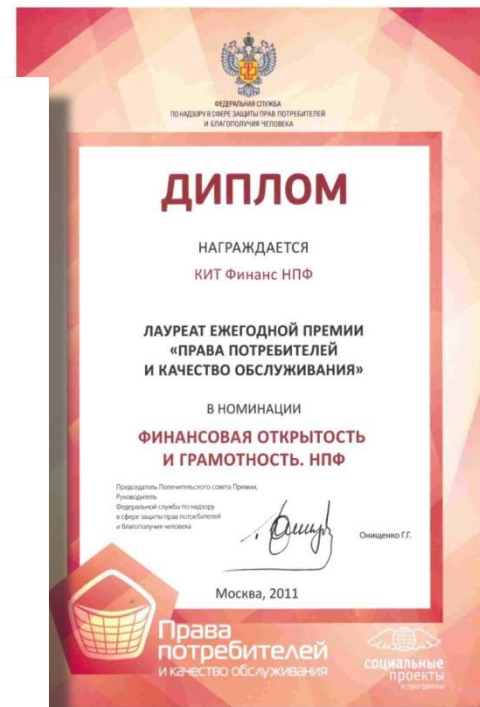 ФЕДЕРАЛЬНАЯ СЛУЖБА
ПО НАДЗОРУ В СФЕРЕ ЗАЩИТЫ ПРАВ ПОТРЕБИТЕЛЕЙ
И БЛАГОПОЛУЧИЯ ЧЕЛОВЕКА
ДИПЛОМ
НАГРАЖДАЕТСЯ
КИТ Финанс НПФ
ЛАУРЕАТ ЕЖЕГОДНОЙ ПРЕМИИ
«ПРАВА ПОТРЕБИТЕЛЕЙ
И КАЧЕСТВО ОБСЛУЖИВАНИЯ»
В НОМИНАЦИИ
ФИНАНСОВАЯ ОТКРЫТОСТЬ
И ГРАМОТНОСТЬ. НПФ
Председатель Попечительского совета Премии,
Руководитель
Федеральной службы по надзору
в сфере защиты прав потребителей
и благополучия человека
Онищенко Г.Г.
Москва, 2011
Права
потребителей
и качество обслуживания
социальные
проекты
и программы